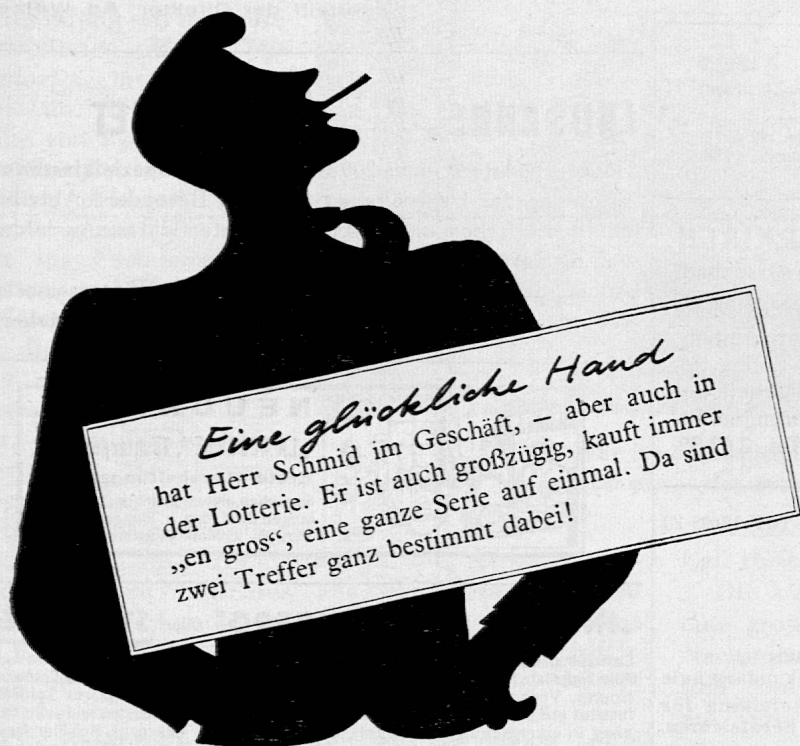 Eine glückliche Hand
hat Herr Schmid im Geschäft, – aber auch in
der Lotterie. Er ist auch großzügig, kauft immer
„en gros“, eine ganze Serie auf einmal. Da sind
zwei Treffer ganz bestimmt dabei!